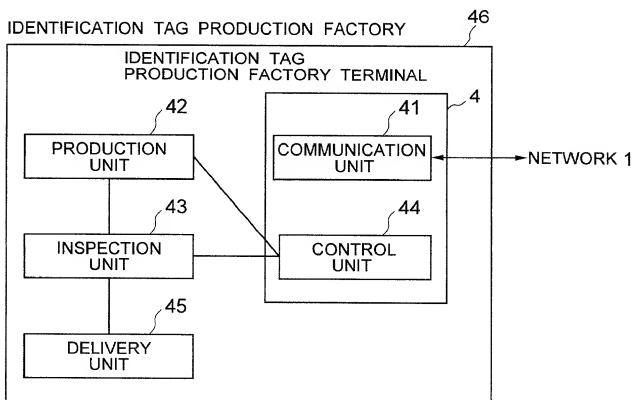 IDENTIFICATION TAG PRODUCTION FACTORY
46
IDENTIFICATION TAG
PRODUCTION FACTORY TERMINAL
4
42
PRODUCTION
UNIT
41
COMMUNICATION
UNIT
NETWORK 1
43
INSPECTION
UNIT
44
CONTROL
UNIT
45
DELIVERY
UNIT